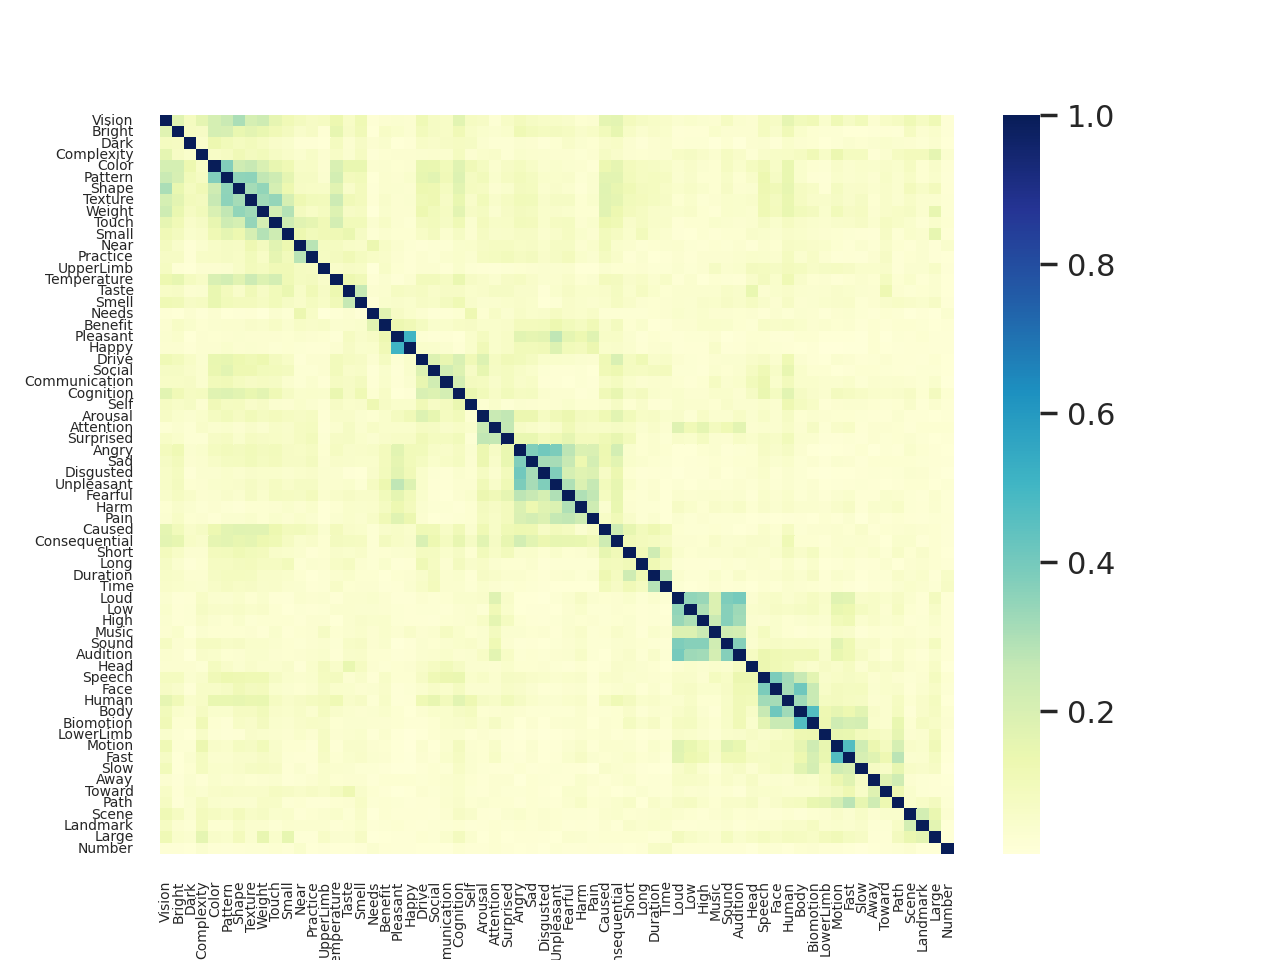 Vision
Bright
Dark
Complexity
Color
Pattern
Shape
Texture
Weight
Touch
Small
Near
Practice
UpperLimb
Temperature
Taste
Smell
Needs
Benefit
Pleasant
Happy
Drive
Social
Communication
Cognition
Self
Arousal
Attention
Surprised
Angry
Sad
Disgusted
Unpleasant
Fearful
Harm
Pain
Caused
Consequential
Short
Long
Duration
Time
Loud
Low
High
Music
Sound
Audition
Head
Speech
Face
Human
Body
Biomotion
LowerLimb
Motion
Fast
Slow
Away
Toward
Path
Scene
Landmark
Large
Number
1.0
0.8
0.6
0.4
0.2
Vision
Bright
Dark
Complexity
Color
Pattern
Shape
Texture
Weight
Touch
Small
Near
Practice
UpperLimb
emperature
Taste
Smell
Needs
Benefit
Pleasant
Happy
Drive
Social
munication
Cognition
Self
Arousal
Attention
Surprised
Angry
Sad
Disgusted
Unpleasant
Fearful
Harm
Pain
Caused
nsequential
Short
Long
Duration
Time
Loud
Low
High
Music
Sound
Audition
Head
Speech
Face
Human
Body
Biomotion
LowerLimb
Motion
Fast
Slow
Away
Toward
Path
Scene
Landmark
Large
Number